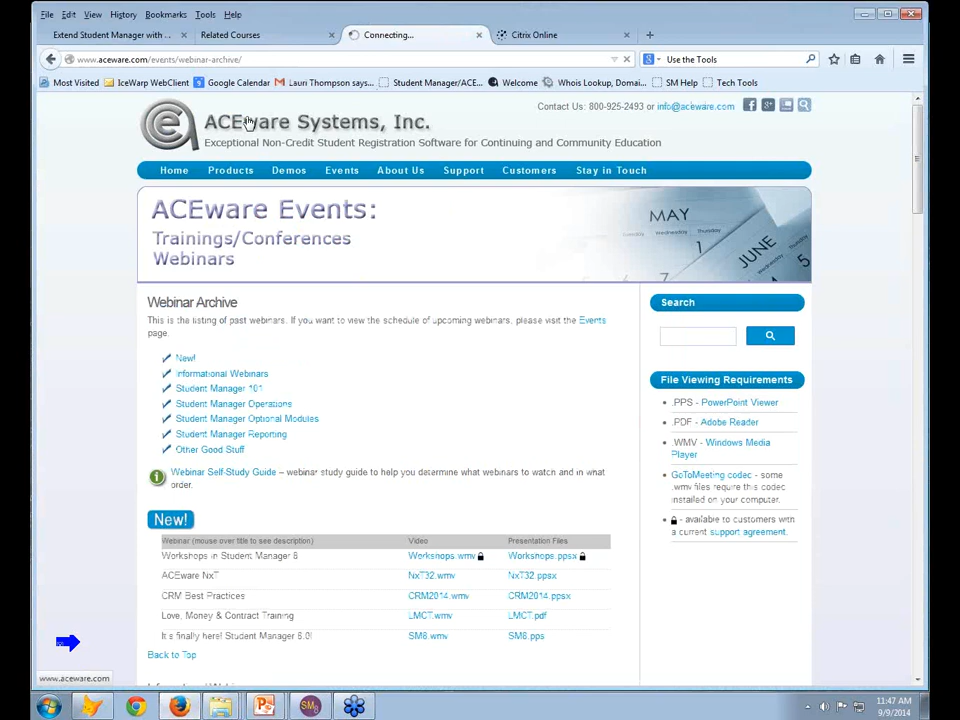 File Edit View History Bookmarks Tools Help
Extend Student Manager with ... × Related Courses × Connecting... × Citrix Online × +
www.aceware.com/events/webinar-archive/ Use the Tools
Most Visited IceWarp WebClient Google Calendar Lauri Thompson says... Student Manager/ACE... Welcome Whois Lookup, Domai... SM Help Tech Tools
Contact Us: 800-925-2493 or info@aceware.com
ACEware Systems, Inc.
Exceptional Non-Credit Student Registration Software for Continuing and Community Education
Home Products Demos Events About Us Support Customers Stay in Touch
ACEware Events:
Trainings/Conferences
Webinars
MAY
JUNE
Webinar Archive
This is the listing of past webinars. If you want to view the schedule of upcoming webinars, please visit the Events
page.
New!
Informational Webinars
Student Manager 101
Student Manager Operations
Student Manager Optional Modules
Student Manager Reporting
Other Good Stuff
Webinar Self-Study Guide – webinar study guide to help you determine what webinars to watch and in what
order.
New!
Webinar (mouse over title to see description) Video Presentation Files
Workshops in Student Manager 8 Workshops.wmv Workshops.ppsx
ACEware NxT NxT32.wmv NxT32.ppsx
CRM Best Practices CRM2014.wmv CRM2014.ppsx
Love, Money & Contract Training LMCT.wmv LMCT.pdf
It's finally here! Student Manager 8.0! SM8.wmv SM8.pps
Back to Top
Search
File Viewing Requirements
.PPS - PowerPoint Viewer
.PDF - Adobe Reader
.WMV - Windows Media
Player
GoToMeeting codec - some
.wmv files require this codec
installed on your computer.
- available to customers with
a current support agreement.
www.aceware.com
11:47 AM
9/9/2014